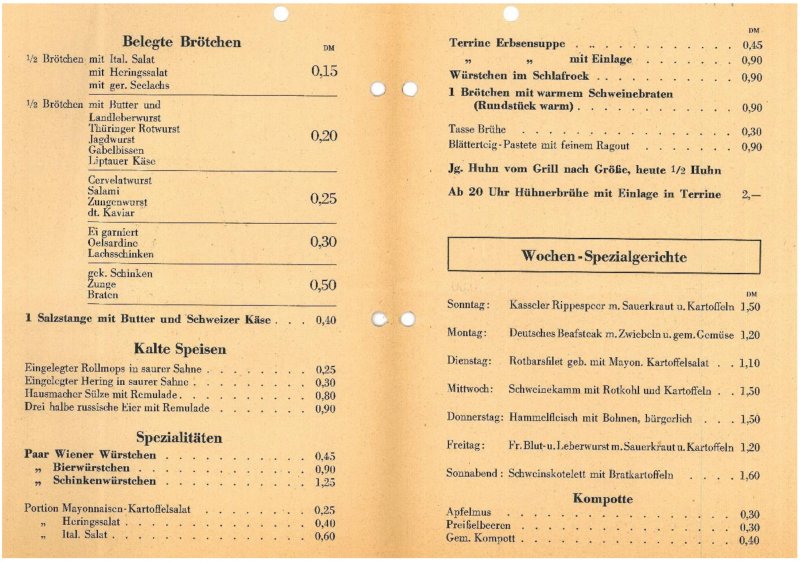 Belegte Brötchen
DM
1/2 Brötchen mit Ital. Salat
mit Heringssalat 0,15
mit ger. Seelachs
1/2 Brötchen mit Butter und
Landleberwurst
Thüringer Rotwurst
Jagdwurst 0,20
Gabelbissen
Liptauer Käse
Cervelatwurst
Salami
Zungenwurst 0,25
dt. Kaviar
Ei garniert
Oelsardine 0,30
Lachsschinken
gek. Schinken
Zunge 0,50
Braten
1 Salzstange mit Butter und Schweizer Käse . . . 0,40
Kalte Speisen
Eingelegter Rollmops in saurer Sahne . . . . . . . . 0,25
Eingelegter Hering in saurer Sahne . . . . . . . . . 0,30
Hausmacher Sülze mit Remulade . . . . . . . . . . 0,80
Drei halbe russische Eier mit Remulade . . . . . . . 0,90
Spezialitäten
Paar Wiener Würstchen . . . . . . . . . . . 0,45
„ Bierwürstchen . . . . . . . . . . . . 0,90
„ Schinkenwürstchen . . . . . . . . . . 1,25
Portion Mayonnaisen-Kartoffelsalat . . . . . . . . 0,25
„ Heringssalat . . . . . . . . . . . . . 0,40
„ Ital. Salat . . . . . . . . . . . . . . 0,60
DM
Terrine Erbsensuppe . . . . . . . . . . . 0,45
„ „ mit Einlage . . . . . . . 0,90
Würstchen im Schlafrock . . . . . . . . . . 0,90
1 Brötchen mit warmem Schweinebraten
(Rundstück warm) . . . . . . . . . . . 0,90
Tasse Brühe . . . . . . . . . . . . . . . 0,30
Blätterteig-Pastete mit feinem Ragout . . . . . . . 0,90
Jg. Huhn vom Grill nach Größe, heute 1/2 Huhn
Ab 20 Uhr Hühnerbrühe mit Einlage in Terrine 2,—
Wochen-Spezialgerichte
DM
Sonntag: Kasseler Rippespeer m. Sauerkraut u. Kartoffeln 1,50
Montag: Deutsches Beafsteak m. Zwiebeln u. gem. Gemüse 1,20
Dienstag: Rotbarsfilet geb. mit Mayon. Kartoffelsalat . . 1,10
Mittwoch: Schweinekamm mit Rotkohl und Kartoffeln . . 1,50
Donnerstag: Hammelfleisch mit Bohnen, bürgerlich . . . 1,50
Freitag: Fr. Blut- u. Leberwurst m. Sauerkraut u. Kartoffeln 1,20
Sonnabend: Schweinskotelett mit Bratkartoffeln . . . . 1,60
Kompotte
Apfelmus . . . . . . . . . . . . . . . . 0,30
Preißelbeeren . . . . . . . . . . . . . . 0,30
Gem. Kompott . . . . . . . . . . . . . . 0,40